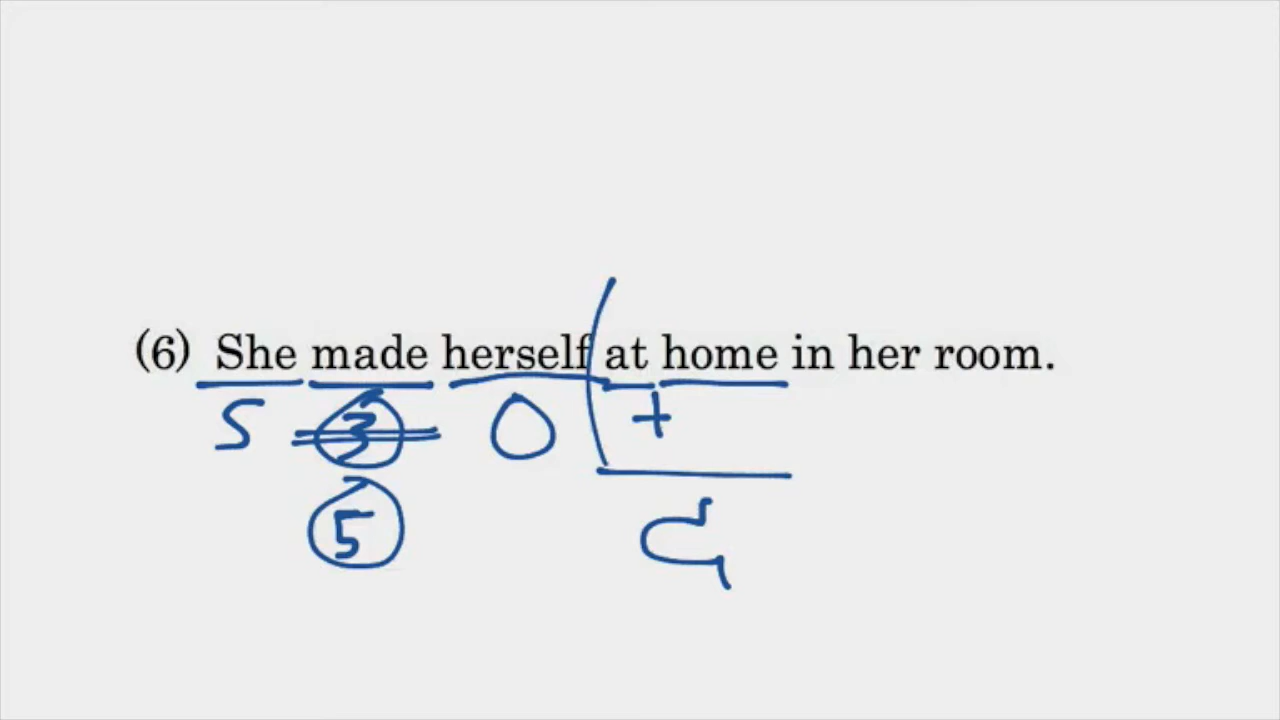 (6) She made herself at home in her room.
S ③ O +
⑤ C